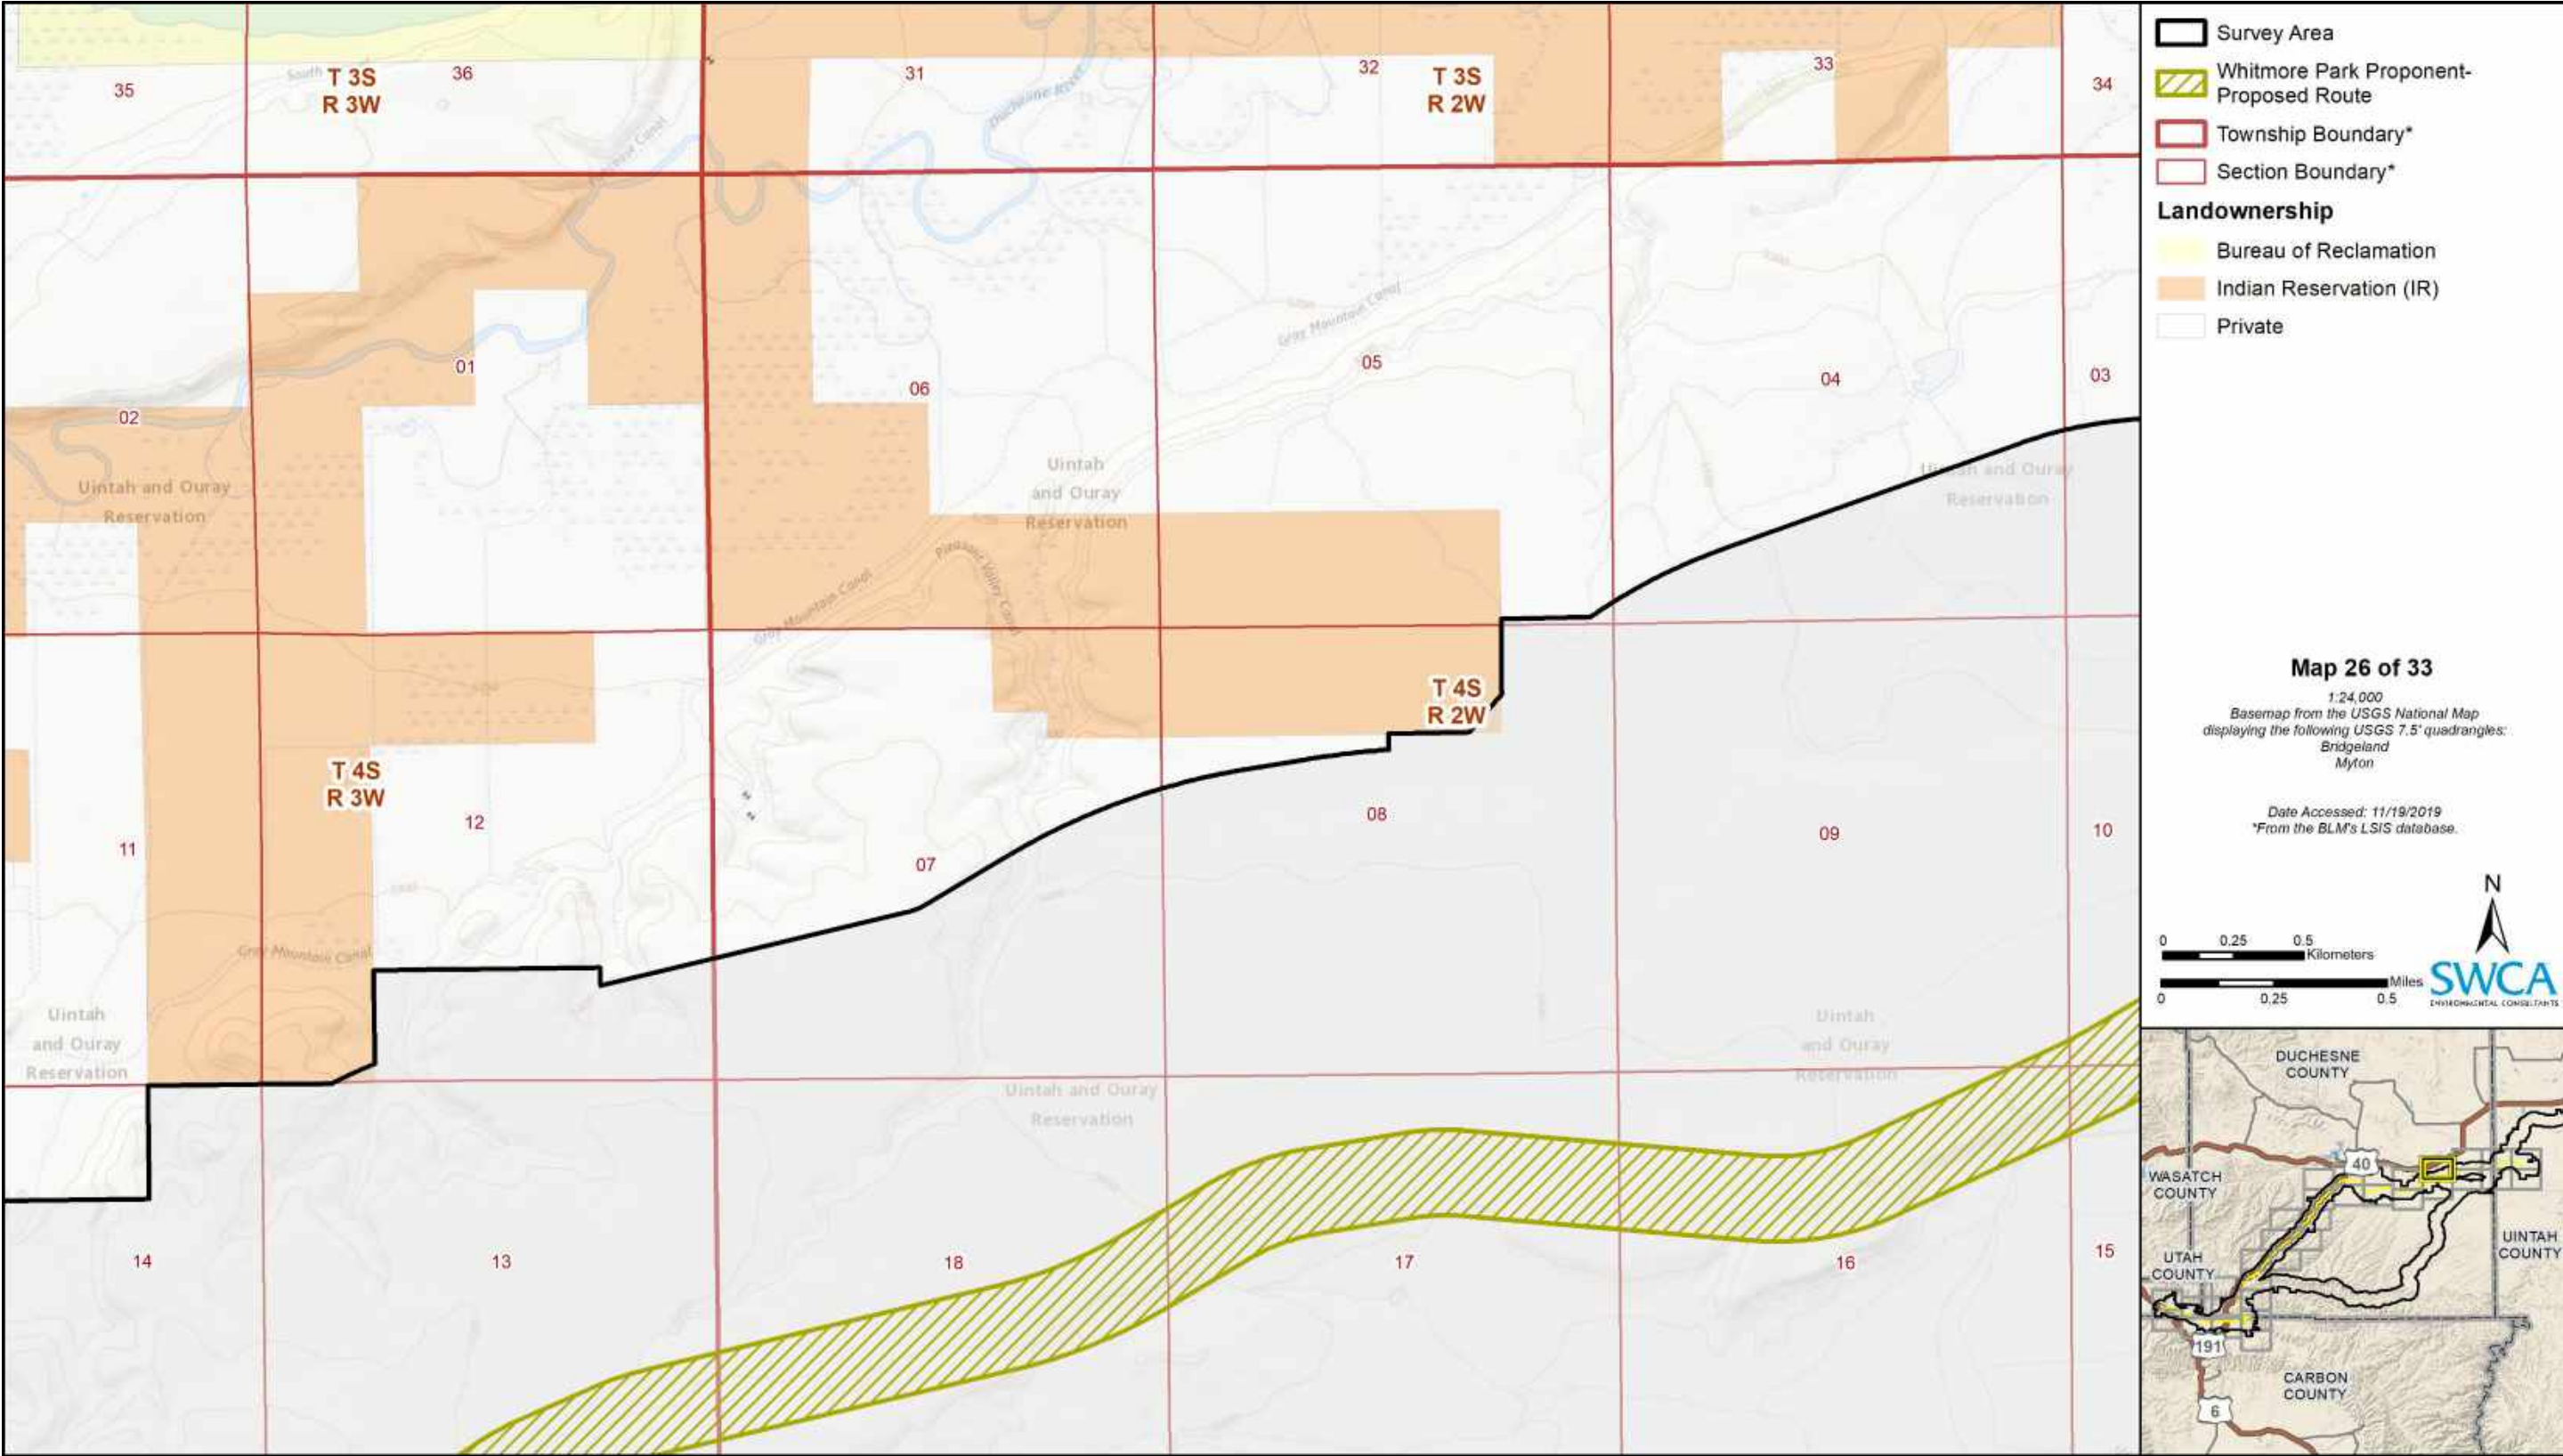 35
South
T 3S
R 3W
36
31
Duchesne River
32
T 3S
R 2W
33
34
02
01
06
05
Gray Mountain Canal
04
03
Uintah and Ouray
Reservation
Uintah
and Ouray
Reservation
Uintah and Ouray
Reservation
Pleasant Valley Canal
Gray Mountain Canal
T 4S
R 2W
T 4S
R 3W
11
12
07
08
09
10
Gray Mountain Canal
Uintah
and Ouray
Reservation
Uintah and Ouray
Reservation
Uintah
and Ouray
Reservation
14
13
18
17
16
15
Survey Area
Whitmore Park Proponent-
Proposed Route
Township Boundary*
Section Boundary*
Landownership
Bureau of Reclamation
Indian Reservation (IR)
Private
Map 26 of 33
1:24,000
Basemap from the USGS National Map
displaying the following USGS 7.5' quadrangles:
Bridgeland
Myton
Date Accessed: 11/19/2019
*From the BLM's LSIS database.
N
0 0.25 0.5
Kilometers
Miles
0 0.25 0.5
SWCA
ENVIRONMENTAL CONSULTANTS
DUCHESNE
COUNTY
40
WASATCH
COUNTY
UTAH
COUNTY
UINTAH
COUNTY
191
CARBON
COUNTY
6